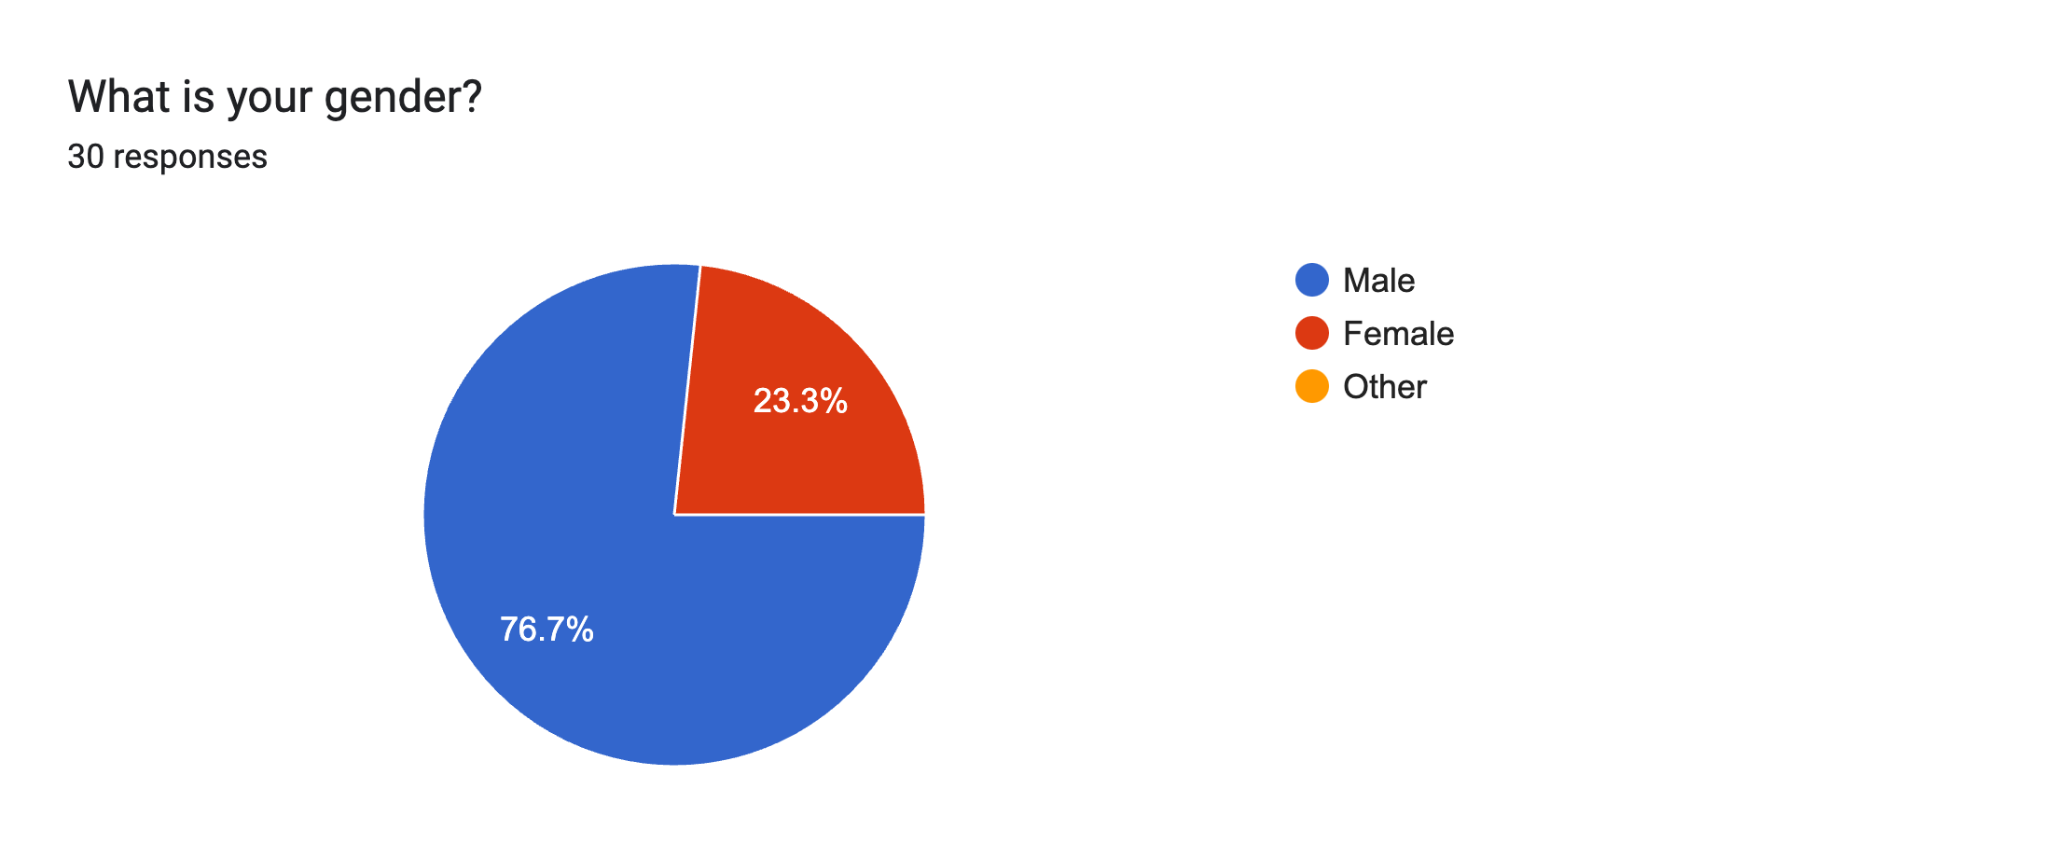 What is your gender?
30 responses
23.3%
76.7%
Male
Female
Other